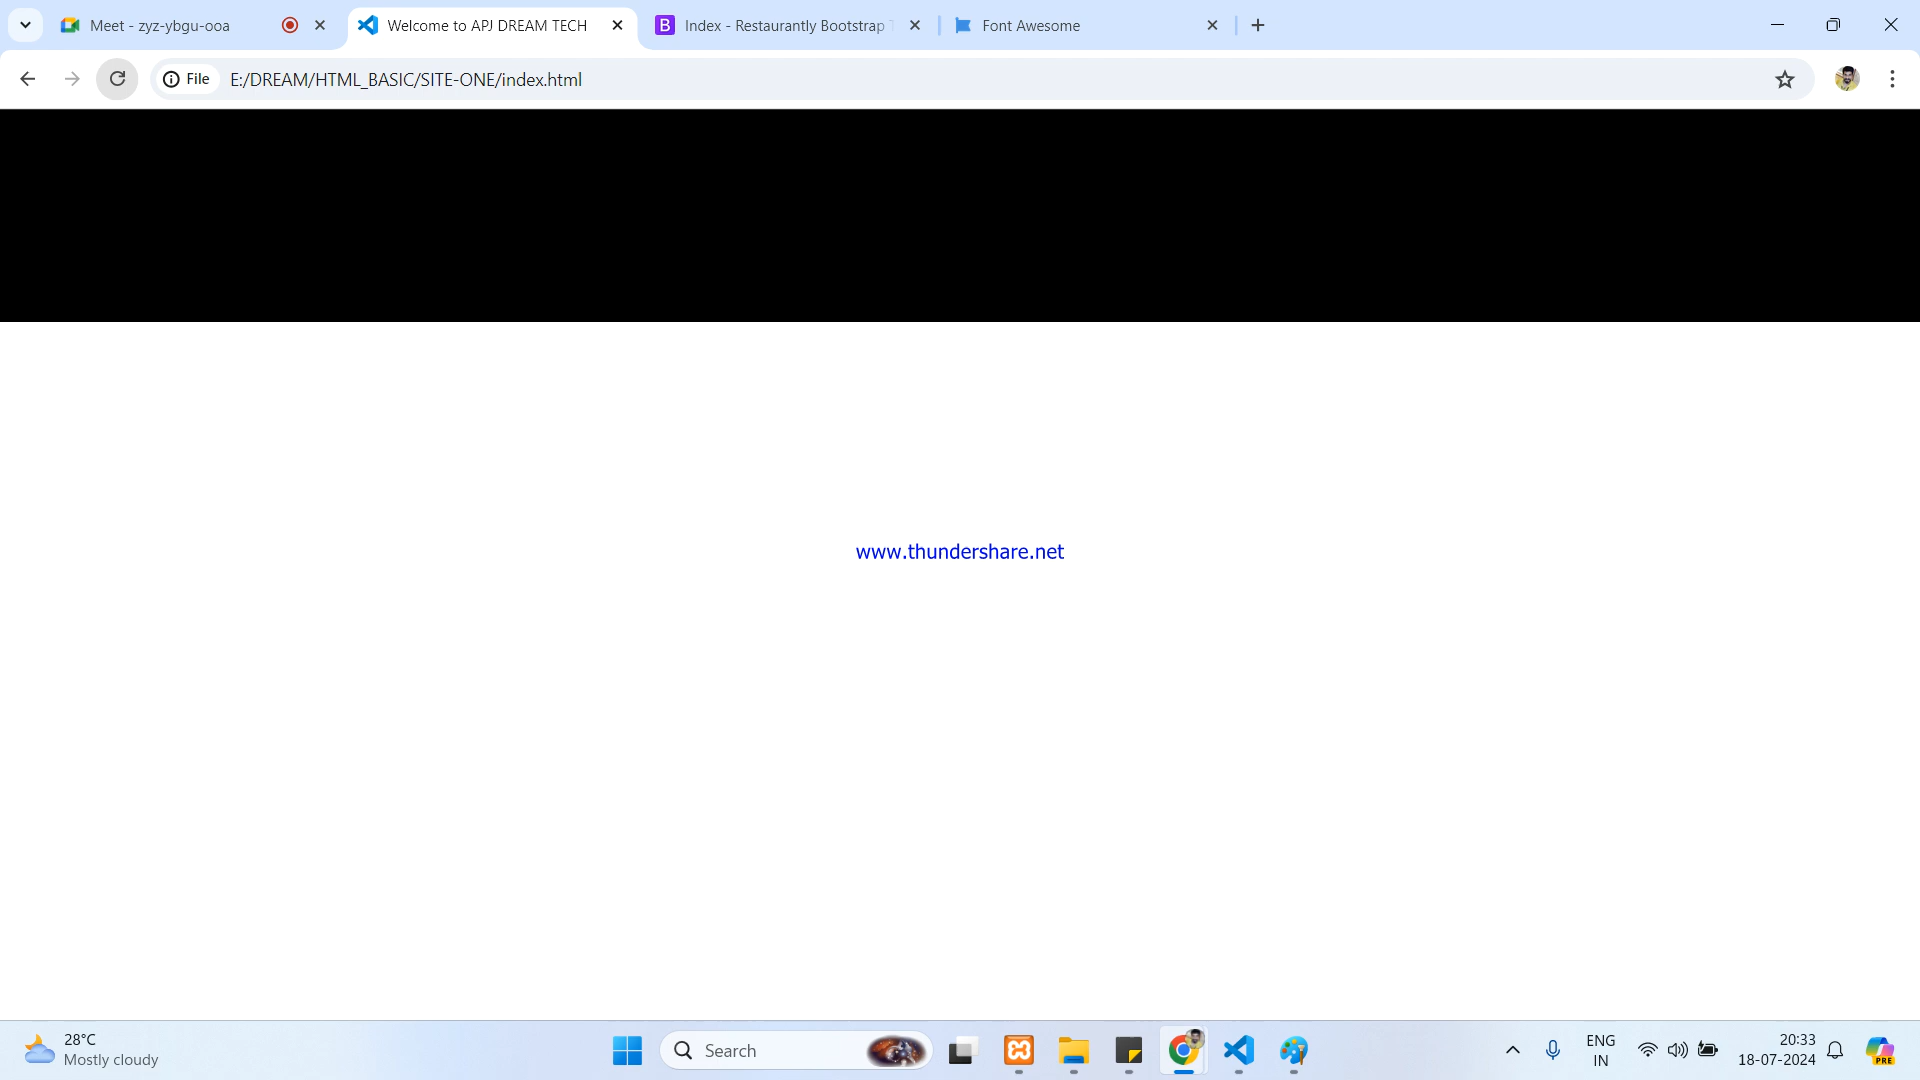 Meet - zyz-ybgu-ooa
Welcome to APJ DREAM TECH
Index - Restaurantly Bootstrap
Font Awesome
File
E:/DREAM/HTML_BASIC/SITE-ONE/index.html
www.thundershare.net
28°C
Mostly cloudy
Search
ENG
IN
20:33
18-07-2024
PRE